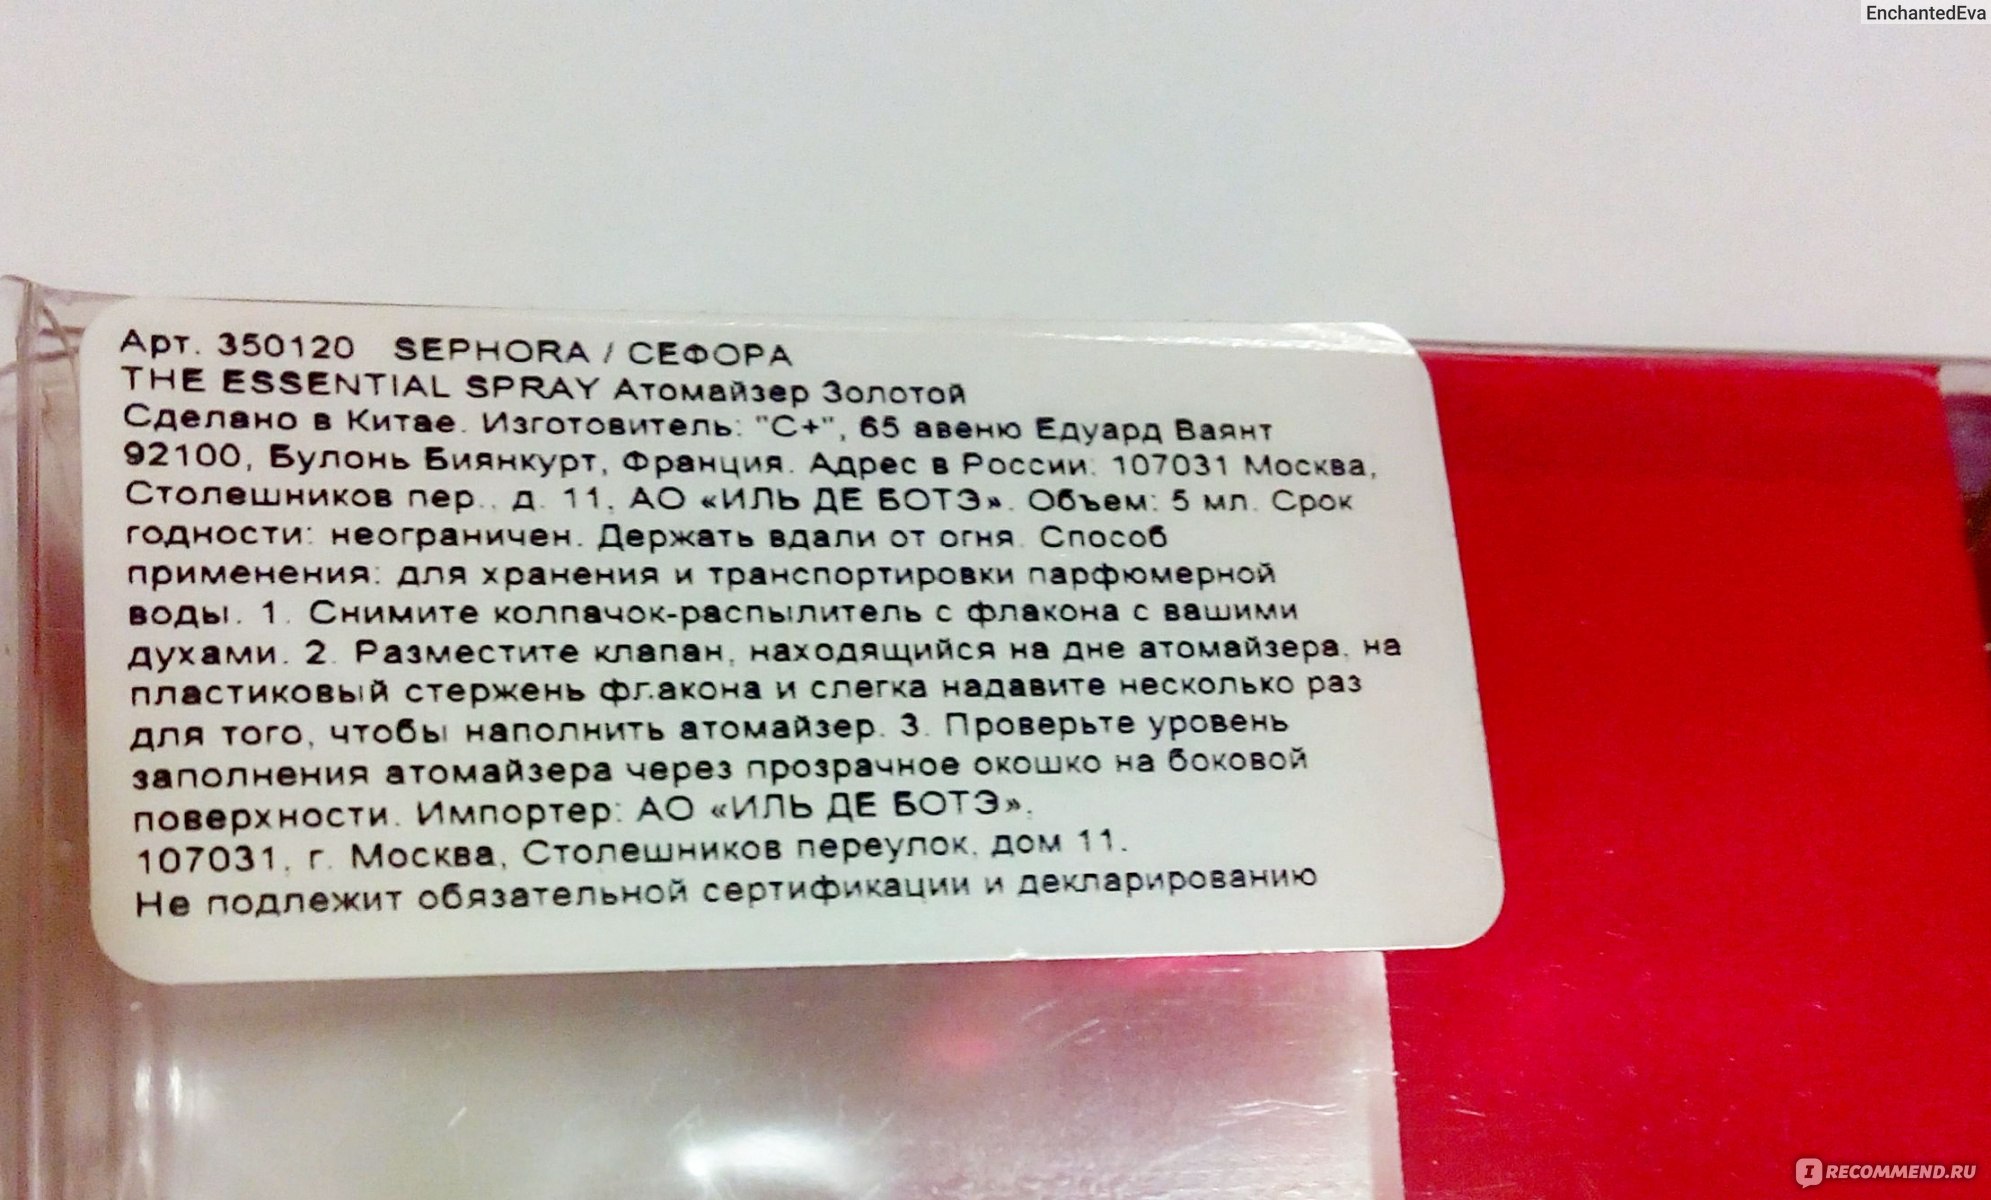 EnchantedEva
Арт. 350120 SEPHORA / СЕФОРА
THE ESSENTIAL SPRAY Атомайзер Золотой
Сделано в Китае. Изготовитель: "C+", 65 авеню Едуард Ваянт
92100, Булонь Биянкурт, Франция. Адрес в России: 107031 Москва,
Столешников пер., д. 11, АО «ИЛЬ ДЕ БОТЭ». Объем: 5 мл. Срок
годности: неограничен. Держать вдали от огня. Способ
применения: для хранения и транспортировки парфюмерной
воды. 1. Снимите колпачок-распылитель с флакона с вашими
духами. 2. Разместите клапан, находящийся на дне атомайзера, на
пластиковый стержень флакона и слегка надавите несколько раз
для того, чтобы наполнить атомайзер. 3. Проверьте уровень
заполнения атомайзера через прозрачное окошко на боковой
поверхности. Импортер: АО «ИЛЬ ДЕ БОТЭ».
107031, г. Москва, Столешников переулок, дом 11.
Не подлежит обязательной сертификации и декларированию
IRECOMMEND.RU